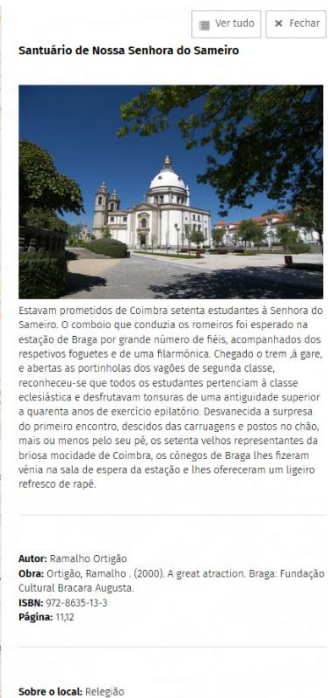 Ver tudo
× Fechar
Santuário de Nossa Senhora do Sameiro
Estavam prometidos de Coimbra setenta estudantes à Senhora do
Sameiro. O comboio que conduzia os romeiros foi esperado na
estação de Braga por grande número de fiéis, acompanhados dos
respetivos foguetes e de uma filarmónica. Chegado o trem ,à gare,
e abertas as portinholas dos vagões de segunda classe,
reconheceu-se que todos os estudantes pertenciam à classe
eclesiástica e desfrutavam tonsuras de uma antiguidade superior
a quarenta anos de exercício epilatório. Desvanecida a surpresa
do primeiro encontro, descidos das carruagens e postos no chão,
mais ou menos pelo seu pé, os setenta velhos representantes da
briosa mocidade de Coimbra, os cónegos de Braga lhes fizeram
vénia na sala de espera da estação e lhes ofereceram um ligeiro
refresco de rapé.
Autor: Ramalho Ortigão
Obra: Ortigão, Ramalho . (2000). A great atraction. Braga: Fundação
Cultural Bracara Augusta.
ISBN: 972-8635-13-3
Página: 11,12
Sobre o local: Relegião